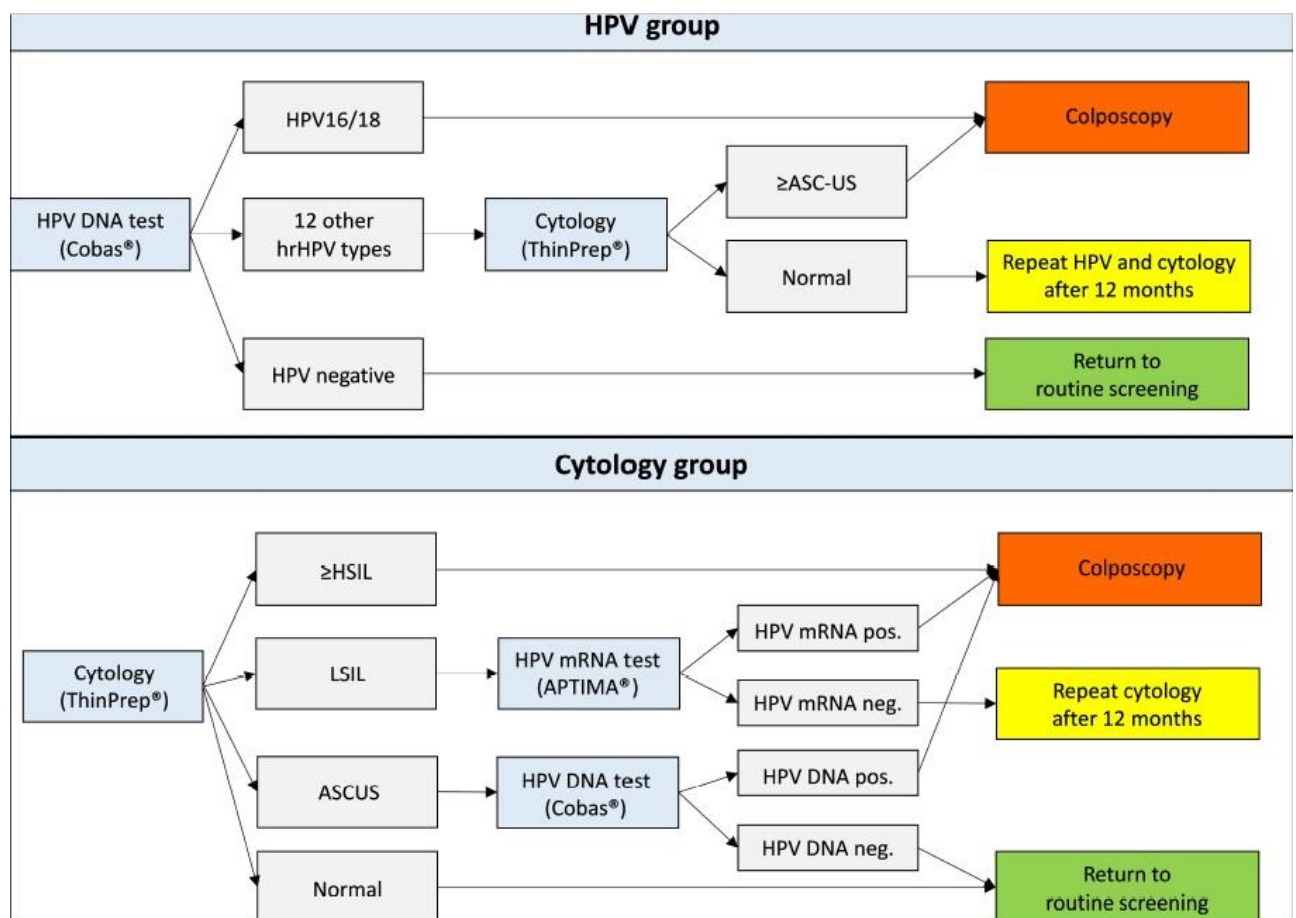 HPV group
HPV16/18
Colposcopy
≥ASC-US
HPV DNA test
(Cobas®)
12 other
hrHPV types
Cytology
(ThinPrep®)
Normal
Repeat HPV and cytology
after 12 months
HPV negative
Return to
routine screening
Cytology group
≥HSIL
Colposcopy
HPV mRNA pos.
Cytology
(ThinPrep®)
LSIL
HPV mRNA test
(APTIMA®)
HPV mRNA neg.
Repeat cytology
after 12 months
ASCUS
HPV DNA test
(Cobas®)
HPV DNA pos.
HPV DNA neg.
Normal
Return to
routine screening